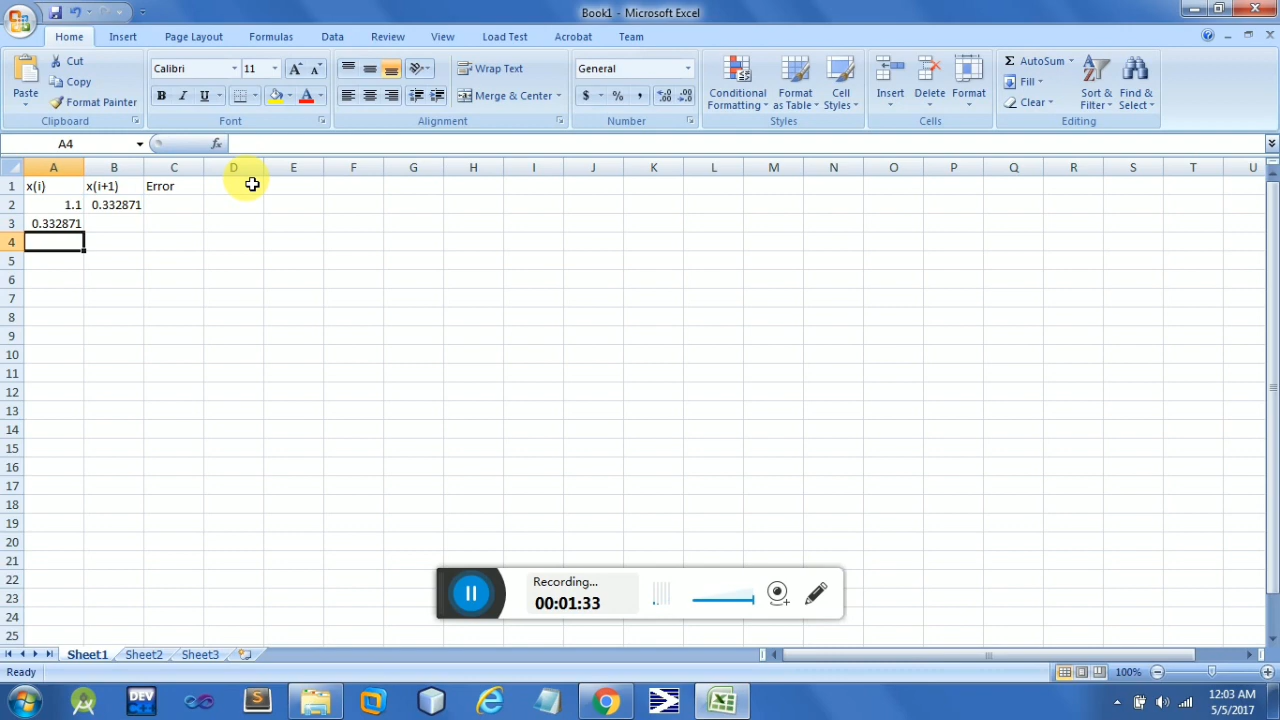 Book1 - Microsoft Excel
Home Insert Page Layout Formulas Data Review View Load Test Acrobat Team
Paste
Cut
Copy
Format Painter
Clipboard
Calibri 11
B I U
Font
Wrap Text
Merge & Center
Alignment
General
$ % ,
Number
Conditional Formatting
Format as Table
Cell Styles
Styles
Insert
Delete
Format
Cells
Σ AutoSum
Fill
Clear
Sort & Filter
Find & Select
Editing
A4
fx
A B C D E F G H I J K L M N O P Q R S T U
1 x(i) x(i+1) Error
2 1.1 0.332871
3 0.332871
4
5
6
7
8
9
10
11
12
13
14
15
16
17
18
19
20
21
22
23
24
25
Recording...
00:01:33
Sheet1 Sheet2 Sheet3
Ready
100%
DEV C++
12:03 AM
5/5/2017